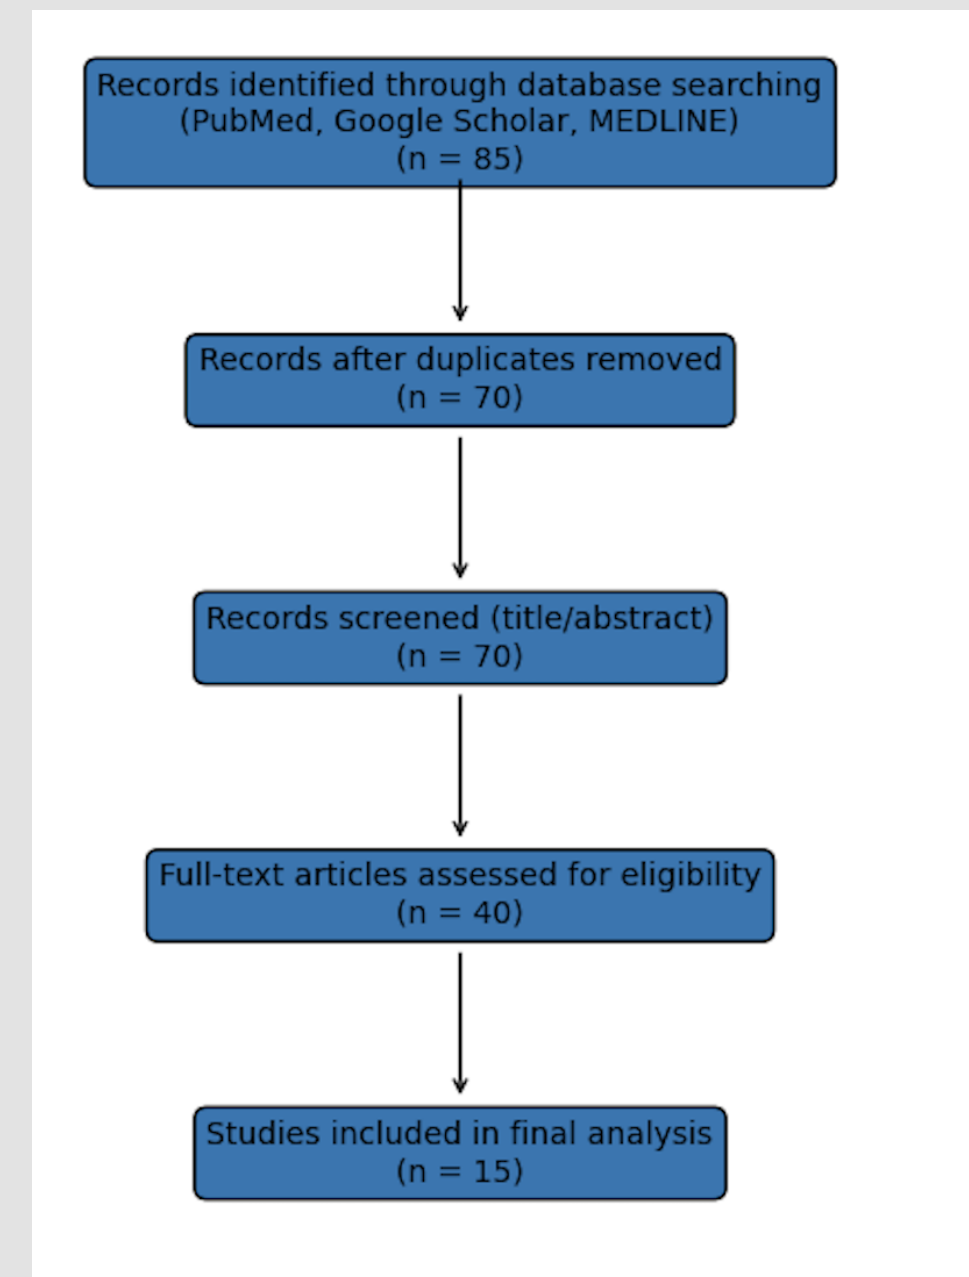 Records identified through database searching
(PubMed, Google Scholar, MEDLINE)
(n = 85)
Records after duplicates removed
(n = 70)
Records screened (title/abstract)
(n = 70)
Full-text articles assessed for eligibility
(n = 40)
Studies included in final analysis
(n = 15)